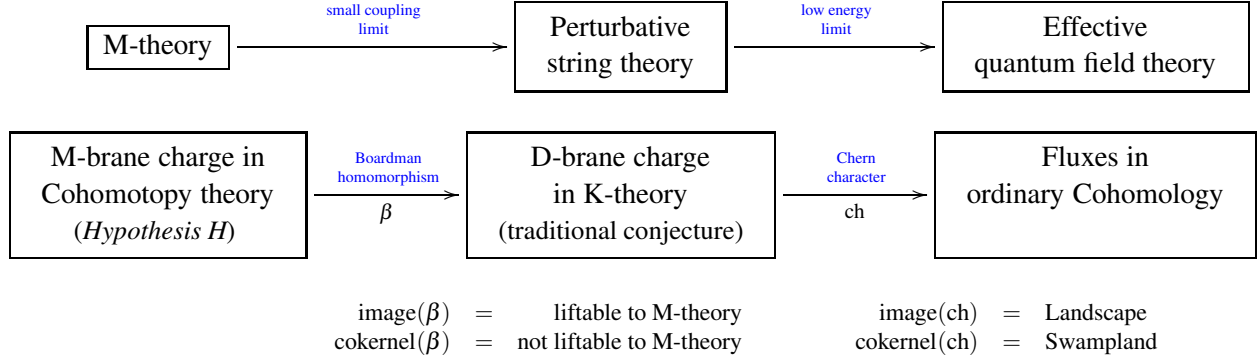 small coupling
limit
low energy
limit
M-theory
Perturbative
string theory
Effective
quantum field theory
M-brane charge in
Cohomotopy theory
(Hypothesis H)
Boardman
homomorphism
β
D-brane charge
in K-theory
(traditional conjecture)
Chern
character
ch
Fluxes in
ordinary Cohomology
image(β) = liftable to M-theory
cokernel(β) = not liftable to M-theory
image(ch) = Landscape
cokernel(ch) = Swampland